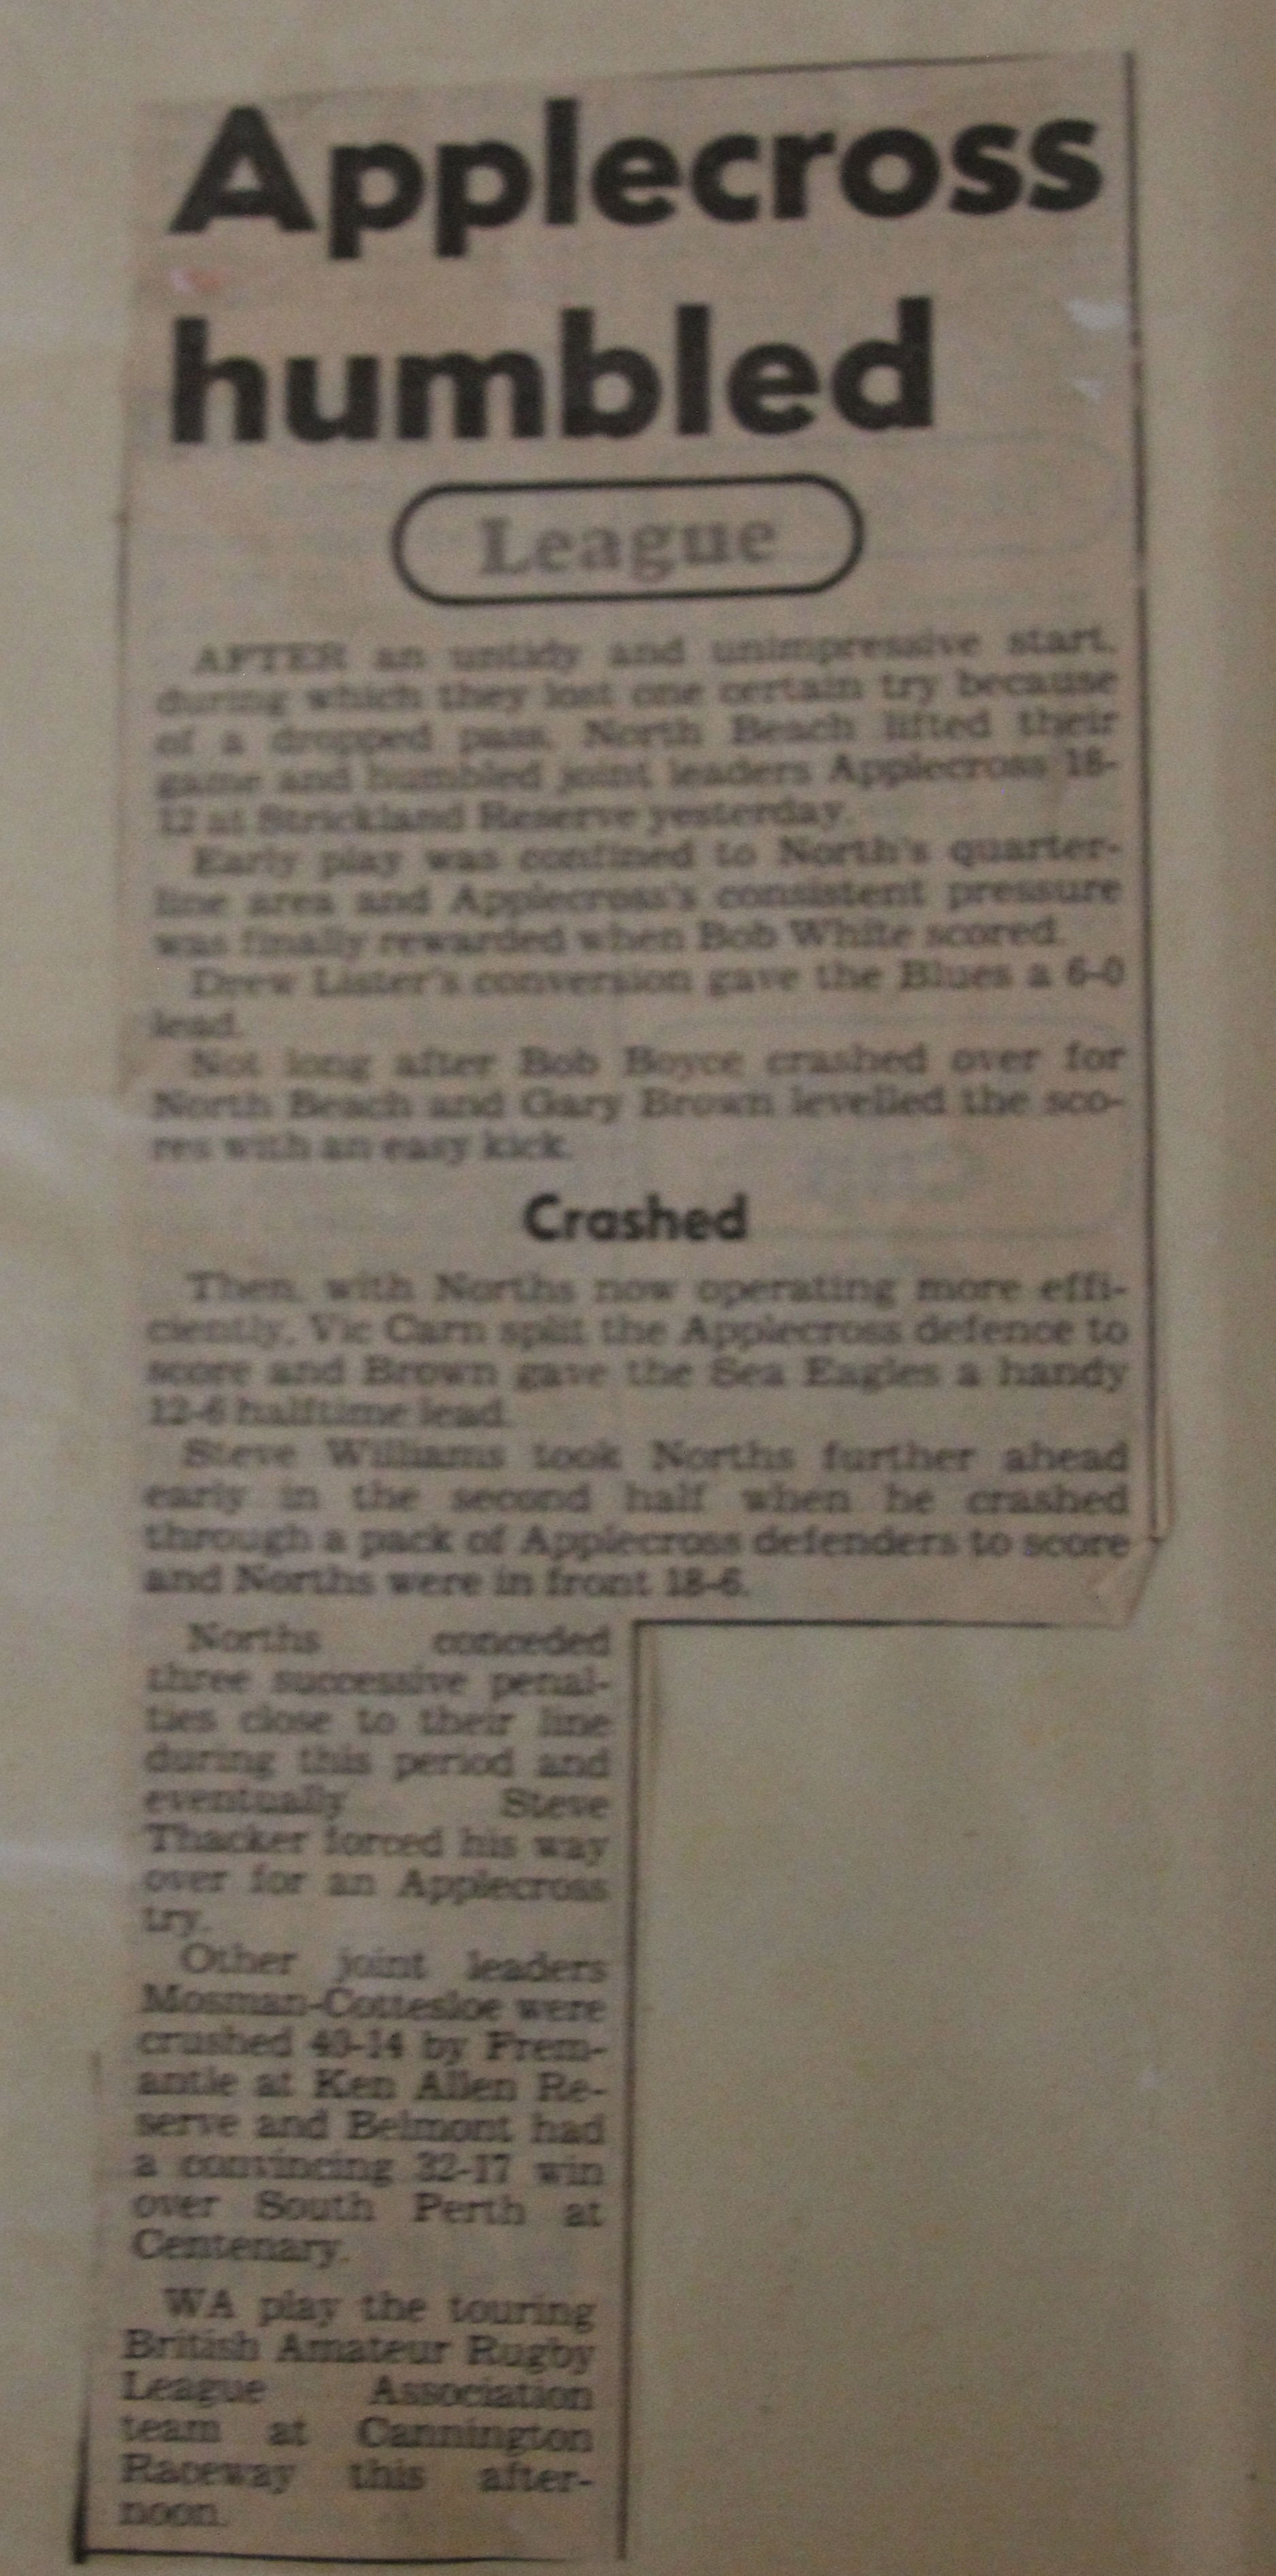 Applecross
humbled
League
AFTER an untidy and unimpressive start,
during which they lost one certain try because
of a dropped pass, North Beach lifted their
game and humbled joint leaders Applecross 18-
12 at Strickland Reserve yesterday.
Early play was confined to North's quarter-
line area and Applecross's consistent pressure
was finally rewarded when Bob White scored.
Drew Lister's conversion gave the Blues a 6-0
lead.
Not long after Bob Boyce crashed over for
North Beach and Gary Brown levelled the sco-
res with an easy kick.
Crashed
Then, with Norths now operating more effi-
ciently, Vic Carn split the Applecross defence to
score and Brown gave the Sea Eagles a handy
12-6 halftime lead.
Steve Williams took Norths further ahead
early in the second half when he crashed
through a pack of Applecross defenders to score
and Norths were in front 18-6.
Norths conceded
three successive penal-
ties close to their line
during this period and
eventually Steve
Thacker forced his way
over for an Applecross
try.
Other joint leaders
Mosman-Cottesloe were
crushed 40-14 by Frem-
antle at Ken Allen Re-
serve and Belmont had
a convincing 32-17 win
over South Perth at
Centenary.
WA play the touring
British Amateur Rugby
League Association
team at Cannington
Raceway this after-
noon.